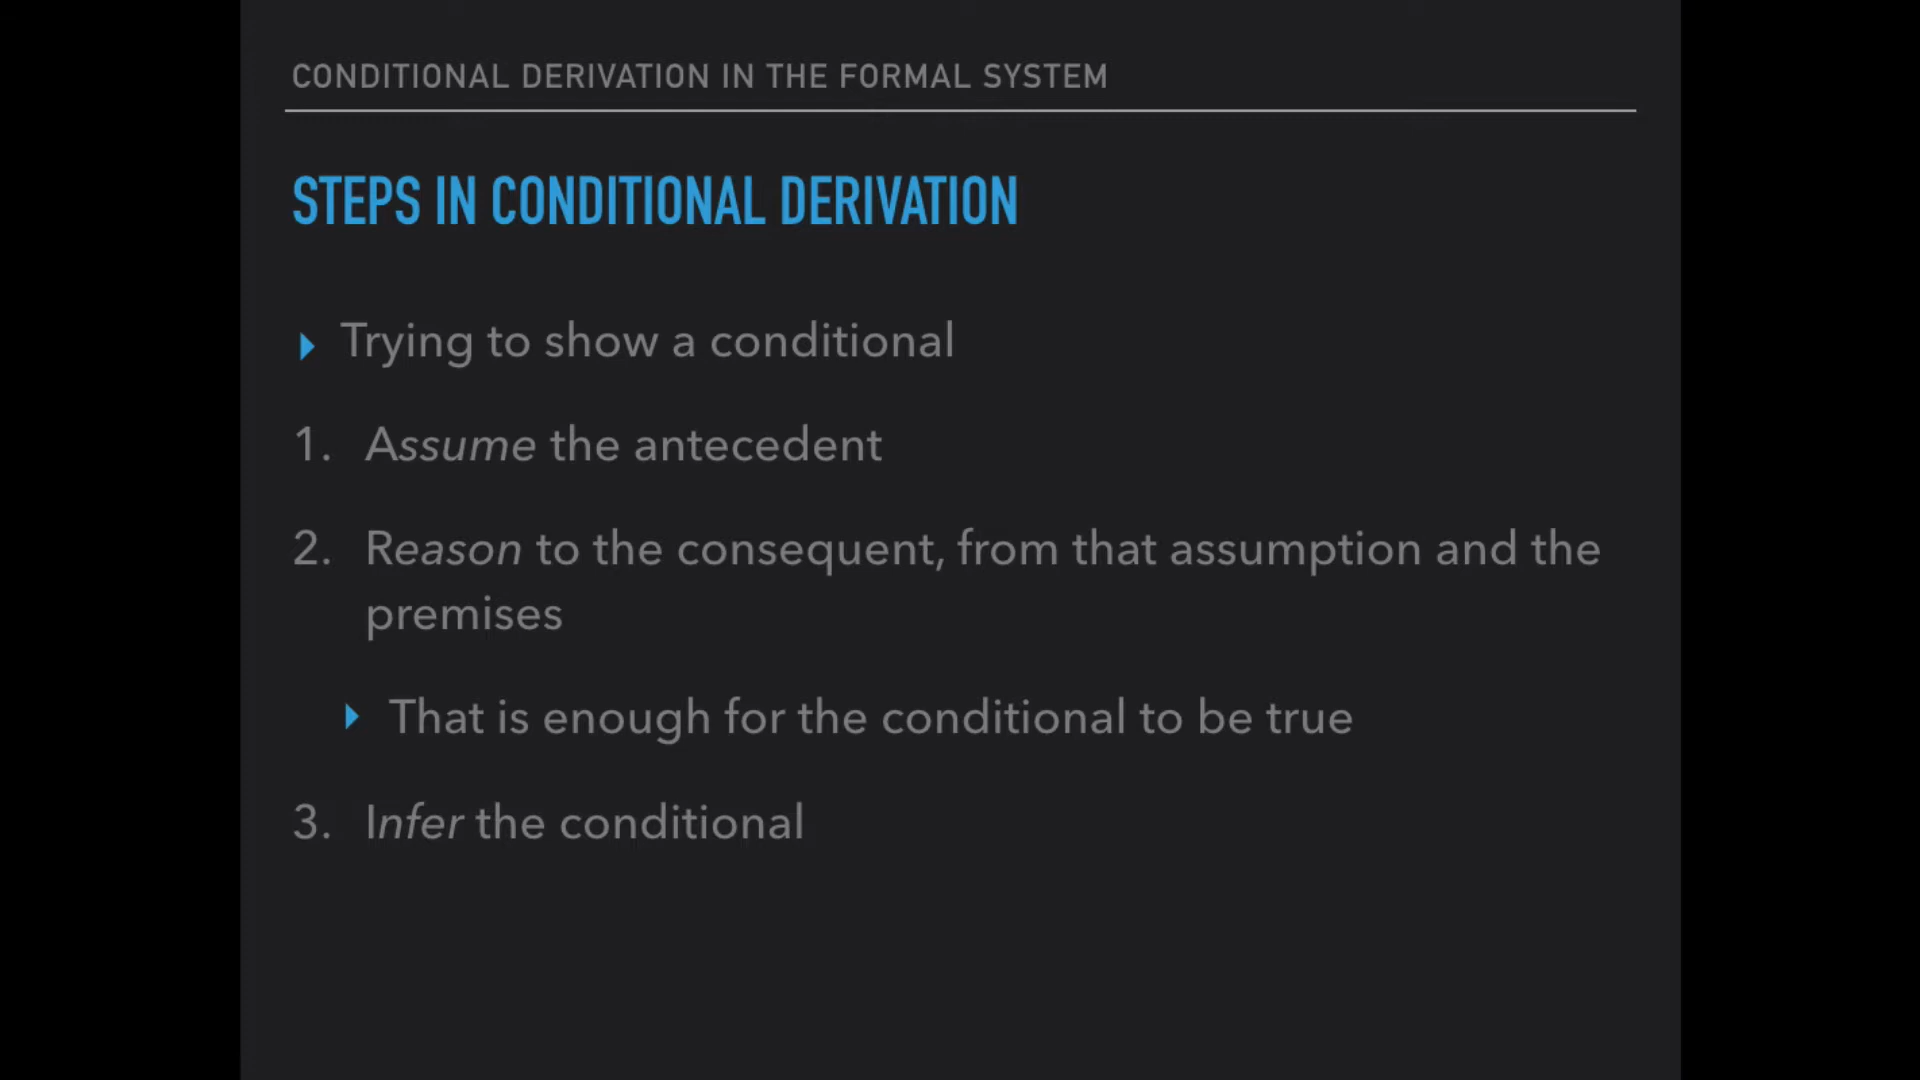 CONDITIONAL DERIVATION IN THE FORMAL SYSTEM
STEPS IN CONDITIONAL DERIVATION
Trying to show a conditional
1. Assume the antecedent
2. Reason to the consequent, from that assumption and the
premises
That is enough for the conditional to be true
3. Infer the conditional